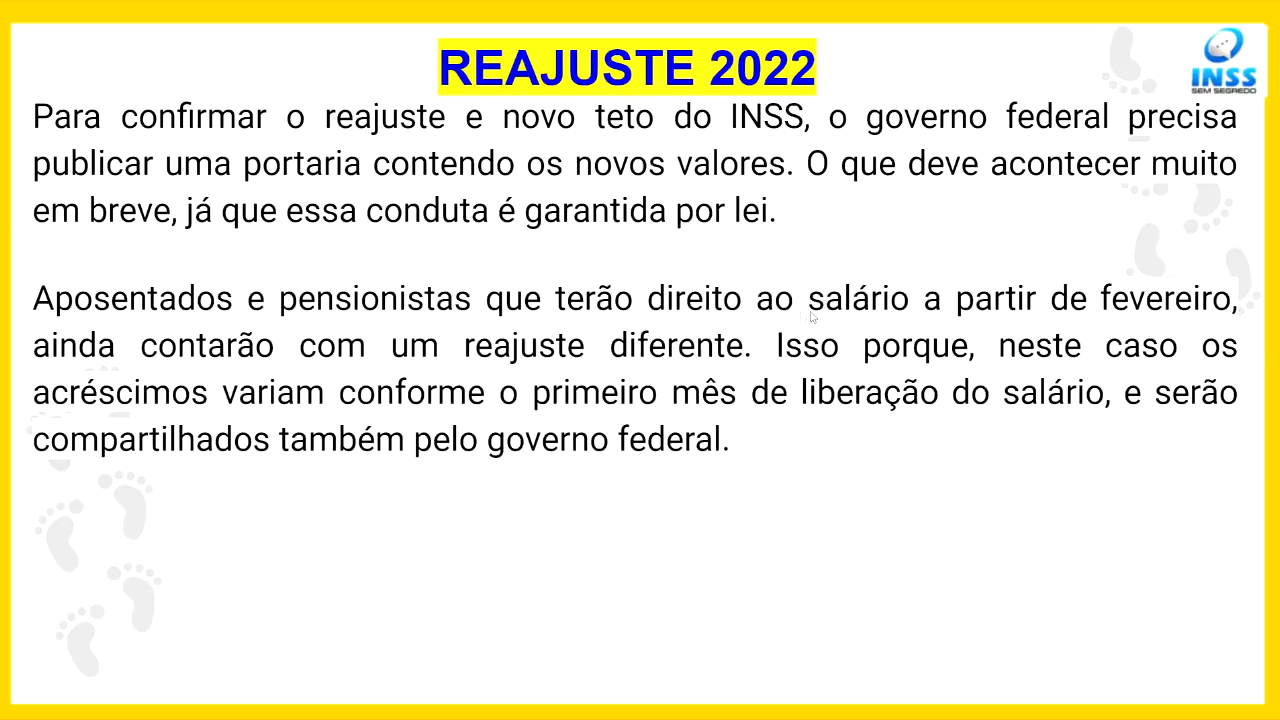 REAJUSTE 2022
INSS
SEM SEGREDO
Para confirmar o reajuste e novo teto do INSS, o governo federal precisa
publicar uma portaria contendo os novos valores. O que deve acontecer muito
em breve, já que essa conduta é garantida por lei.
Aposentados e pensionistas que terão direito ao salário a partir de fevereiro,
ainda contarão com um reajuste diferente. Isso porque, neste caso os
acréscimos variam conforme o primeiro mês de liberação do salário, e serão
compartilhados também pelo governo federal.